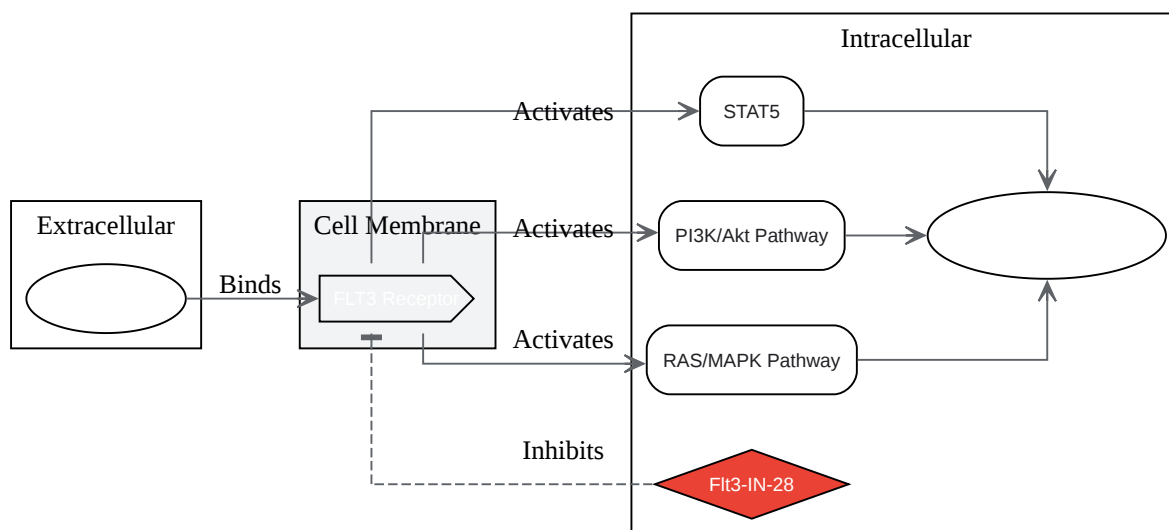 Intracellular
Activates
STAT5
Extracellular
Cell Membrane
Activates
PI3K/Akt Pathway
Binds
FLT3 Receptor
Activates
RAS/MAPK Pathway
Inhibits
Flt3-IN-28